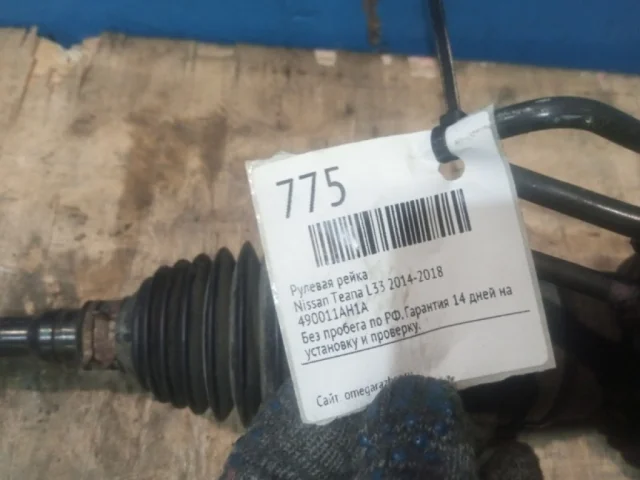 775
Рулевая рейка
Nissan Теапа L33 2014-2018
490011AH1A
Без пробега по РФ.Гарантия 14 дней на
установку и проверку.
Сайт